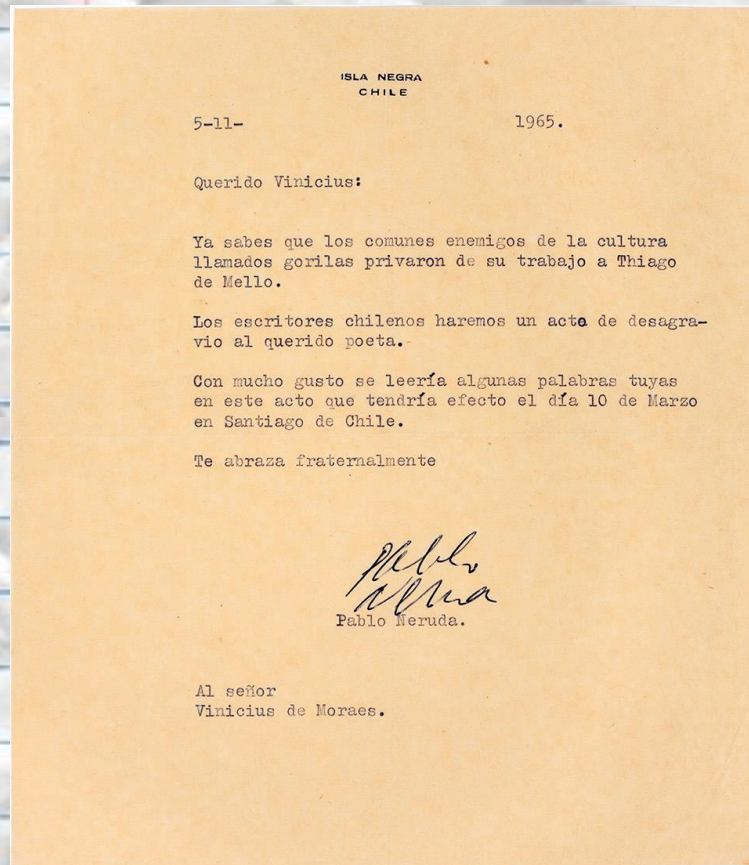 ISLA NEGRA
CHILE
5-11- 1965.
Querido Vinicius:
Ya sabes que los comunes enemigos de la cultura
llamados gorilas privaron de su trabajo a Thiago
de Mello.
Los escritores chilenos haremos un acto de desagra-
vio al querido poeta.-
Con mucho gusto se leería algunas palabras tuyas
en este acto que tendría efecto el día 10 de Marzo
en Santiago de Chile.
Te abraza fraternalmente
Pablo
Neruda
Pablo Neruda.
Al señor
Vinicius de Moraes.